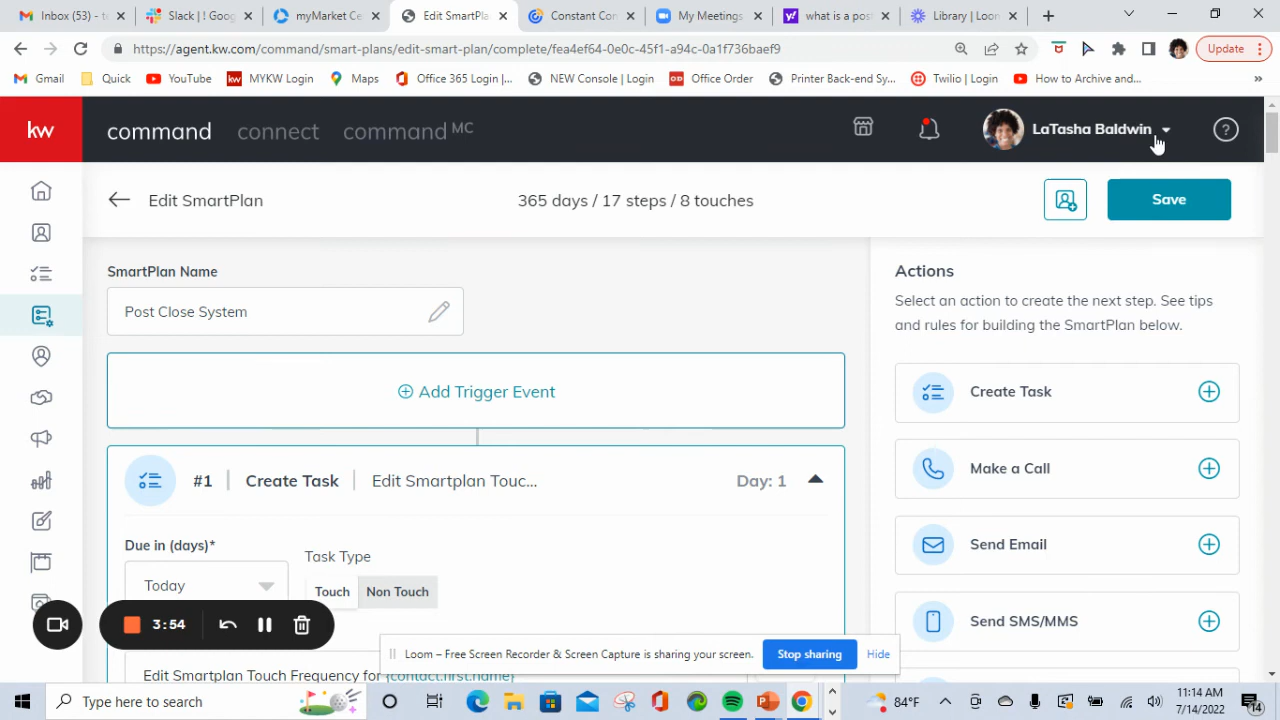 Inbox (53) - t
Slack | ! Goog
myMarket Ce
Edit SmartPla
Constant Con
My Meetings
what is a post
Library | Loon
https://agent.kw.com/command/smart-plans/edit-smart-plan/complete/fea4ef64-0e0c-45f1-a94c-0a1f736baef9
Update
Gmail
Quick
YouTube
MYKW Login
Maps
Office 365 Login |...
NEW Console | Login
Office Order
Printer Back-end Sy...
Twilio | Login
How to Archive and...
»
kw
command
connect
command MC
LaTasha Baldwin
?
Edit SmartPlan
365 days / 17 steps / 8 touches
Save
SmartPlan Name
Post Close System
Add Trigger Event
#1
Create Task
Edit Smartplan Touc...
Day: 1
Due in (days)*
Task Type
Today
Touch
Non Touch
Edit Smartplan Touch Frequency for {contact.first.name}
Actions
Select an action to create the next step. See tips
and rules for building the SmartPlan below.
Create Task
Make a Call
Send Email
Send SMS/MMS
3:54
Loom – Free Screen Recorder & Screen Capture is sharing your screen.
Stop sharing
Hide
Type here to search
84°F
11:14 AM
7/14/2022
14